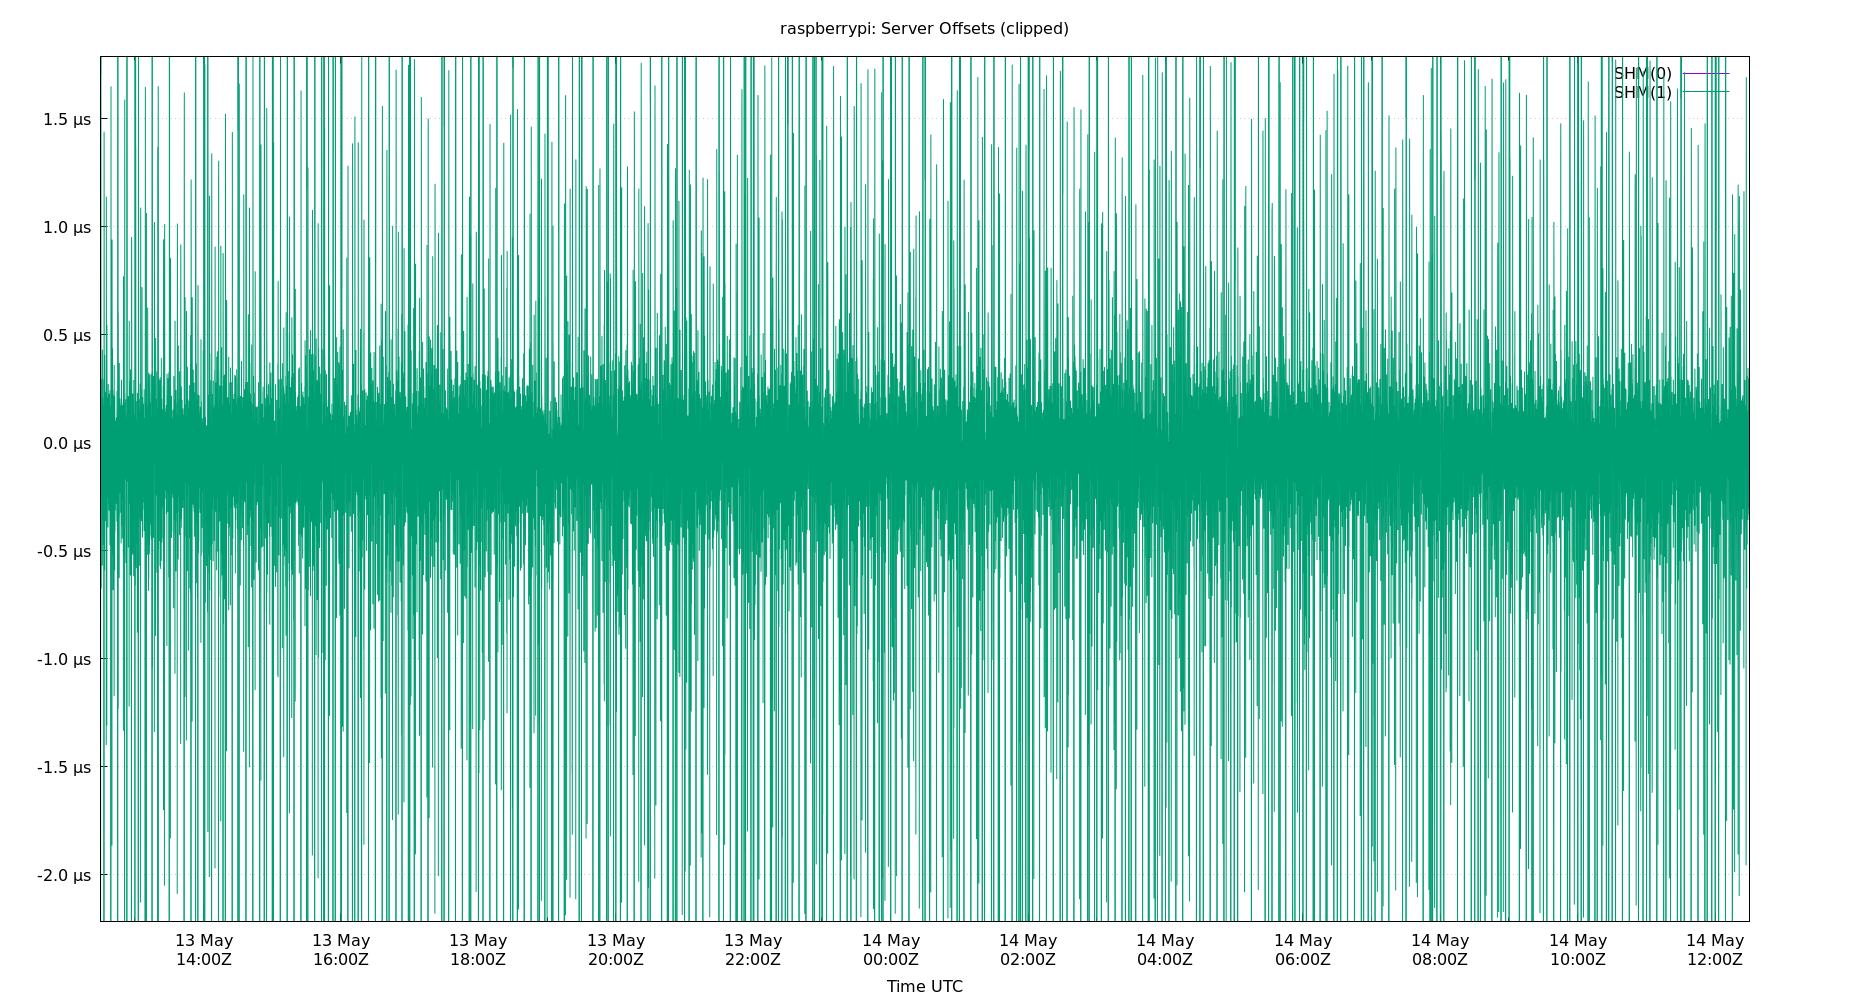 raspberrypi: Server Offsets (clipped)
SHM(0)
SHM(1)
1.5 μs
1.0 μs
0.5 μs
0.0 μs
-0.5 μs
-1.0 μs
-1.5 μs
-2.0 μs
13 May 13 May 13 May 13 May 13 May 14 May 14 May 14 May 14 May 14 May 14 May 14 May
14:00Z 16:00Z 18:00Z 20:00Z 22:00Z 00:00Z 02:00Z 04:00Z 06:00Z 08:00Z 10:00Z 12:00Z
Time UTC